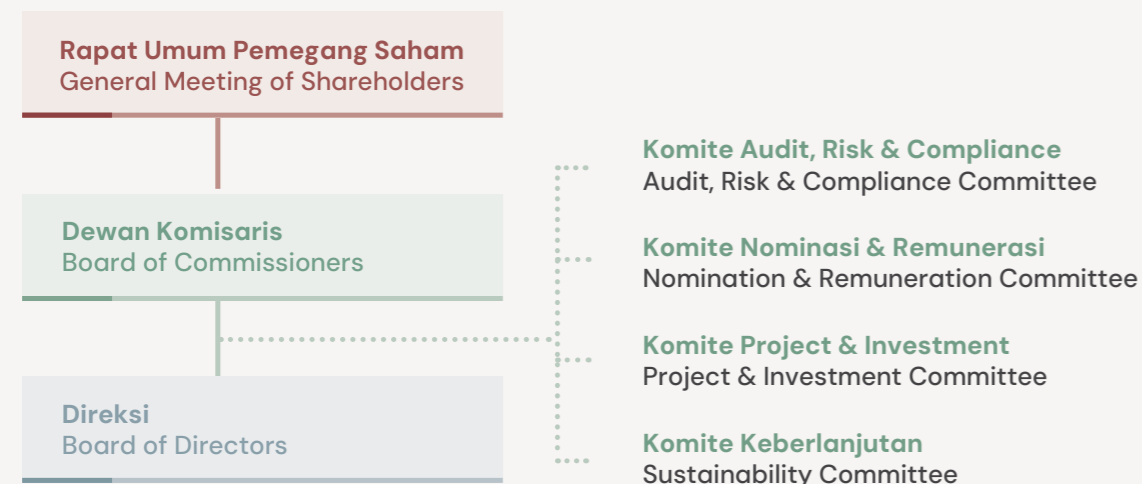 Rapat Umum Pemegang Saham
General Meeting of Shareholders
Dewan Komisaris
Board of Commissioners
Direksi
Board of Directors
Komite Audit, Risk & Compliance
Audit, Risk & Compliance Committee
Komite Nominasi & Remunerasi
Nomination & Remuneration Committee
Komite Project & Investment
Project & Investment Committee
Komite Keberlanjutan
Sustainability Committee